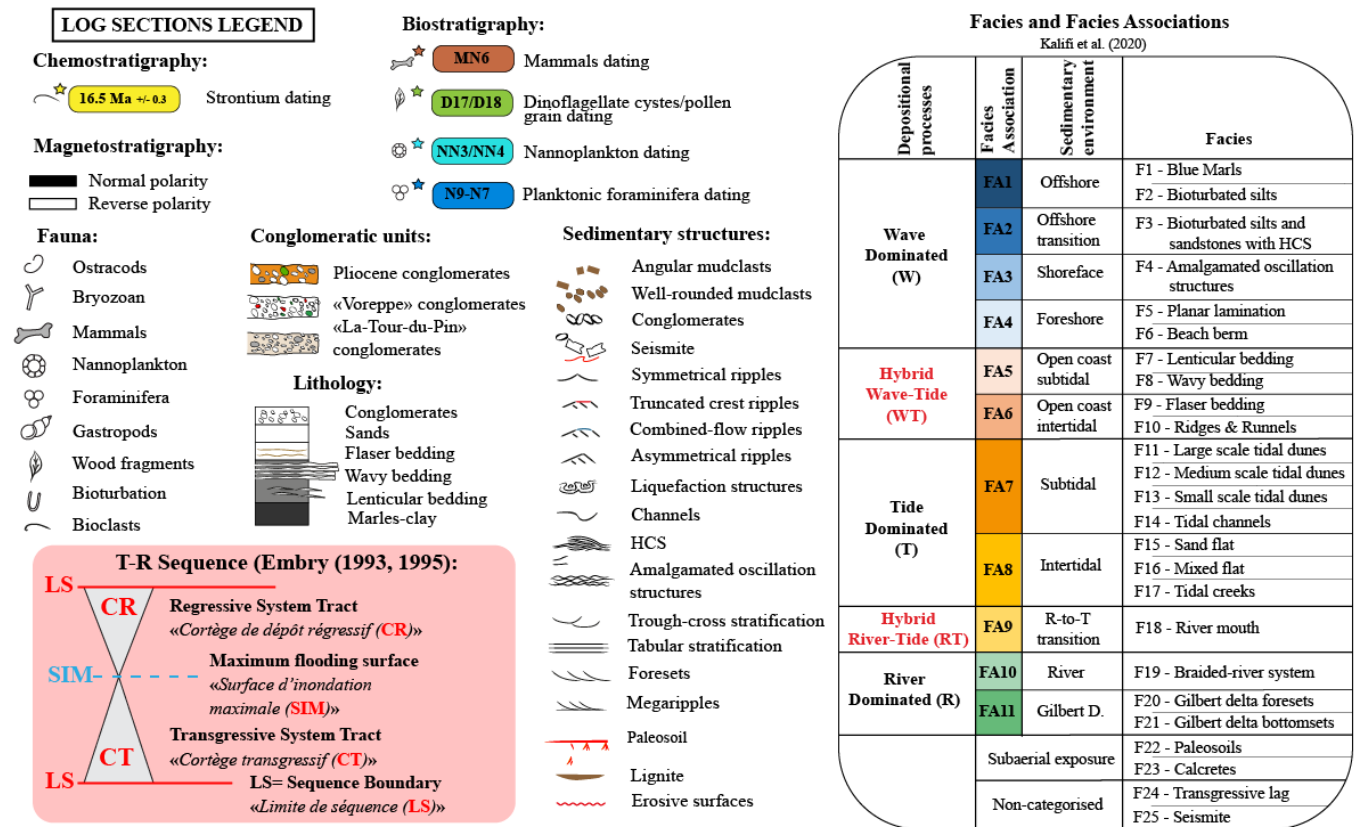 LOG SECTIONS LEGEND
Chemostratigraphy:
16.5 Ma +/- 0.3
Strontium dating
Magnetostratigraphy:
Normal polarity
Reverse polarity
Biostratigraphy:
MN6
Mammals dating
D17/D18
Dinoflagellate cystes/pollen
grain dating
NN3/NN4
Nannoplankton dating
N9-N7
Planktonic foraminifera dating
Fauna:
Ostracods
Bryozoan
Mammals
Nannoplankton
Foraminifera
Gastropods
Wood fragments
Bioturbation
Bioclasts
Conglomeratic units:
Pliocene conglomerates
«Voreppe» conglomerates
«La-Tour-du-Pin»
conglomerates
Lithology:
Conglomerates
Sands
Flaser bedding
Wavy bedding
Lenticular bedding
Marles-clay
Sedimentary structures:
Angular mudclasts
Well-rounded mudclasts
Conglomerates
Seismite
Symmetrical ripples
Truncated crest ripples
Combined-flow ripples
Asymmetrical ripples
Liquefaction structures
Channels
HCS
Amalgamated oscillation
structures
Trough-cross stratification
Tabular stratification
Foresets
Megaripples
Paleosoil
Lignite
Erosive surfaces
T-R Sequence (Embry (1993, 1995):
LS
CR
Regressive System Tract
«Cortège de dépôt régressif (CR)»
SIM
Maximum flooding surface
«Surface d'inondation
maximale (SIM)»
CT
Transgressive System Tract
«Cortège transgressif (CT)»
LS
LS= Sequence Boundary
«Limite de séquence (LS)»
Facies and Facies Associations
Kalifi et al. (2020)
Depositional
processes
Facies
Association
Sedimentary
environment
Facies
Wave
Dominated
(W)
FA1
Offshore
F1 - Blue Marls
F2 - Bioturbated silts
FA2
Offshore
transition
F3 - Bioturbated silts and
sandstones with HCS
FA3
Shoreface
F4 - Amalgamated oscillation
structures
FA4
Foreshore
F5 - Planar lamination
F6 - Beach berm
Hybrid
Wave-Tide
(WT)
FA5
Open coast
subtidal
F7 - Lenticular bedding
F8 - Wavy bedding
FA6
Open coast
intertidal
F9 - Flaser bedding
F10 - Ridges & Runnels
Tide
Dominated
(T)
FA7
Subtidal
F11 - Large scale tidal dunes
F12 - Medium scale tidal dunes
F13 - Small scale tidal dunes
F14 - Tidal channels
FA8
Intertidal
F15 - Sand flat
F16 - Mixed flat
F17 - Tidal creeks
Hybrid
River-Tide (RT)
FA9
R-to-T
transition
F18 - River mouth
River
Dominated (R)
FA10
River
F19 - Braided-river system
FA11
Gilbert D.
F20 - Gilbert delta foresets
F21 - Gilbert delta bottomsets
Subaerial exposure
F22 - Paleosoils
F23 - Calcretes
Non-categorised
F24 - Transgressive lag
F25 - Seismite